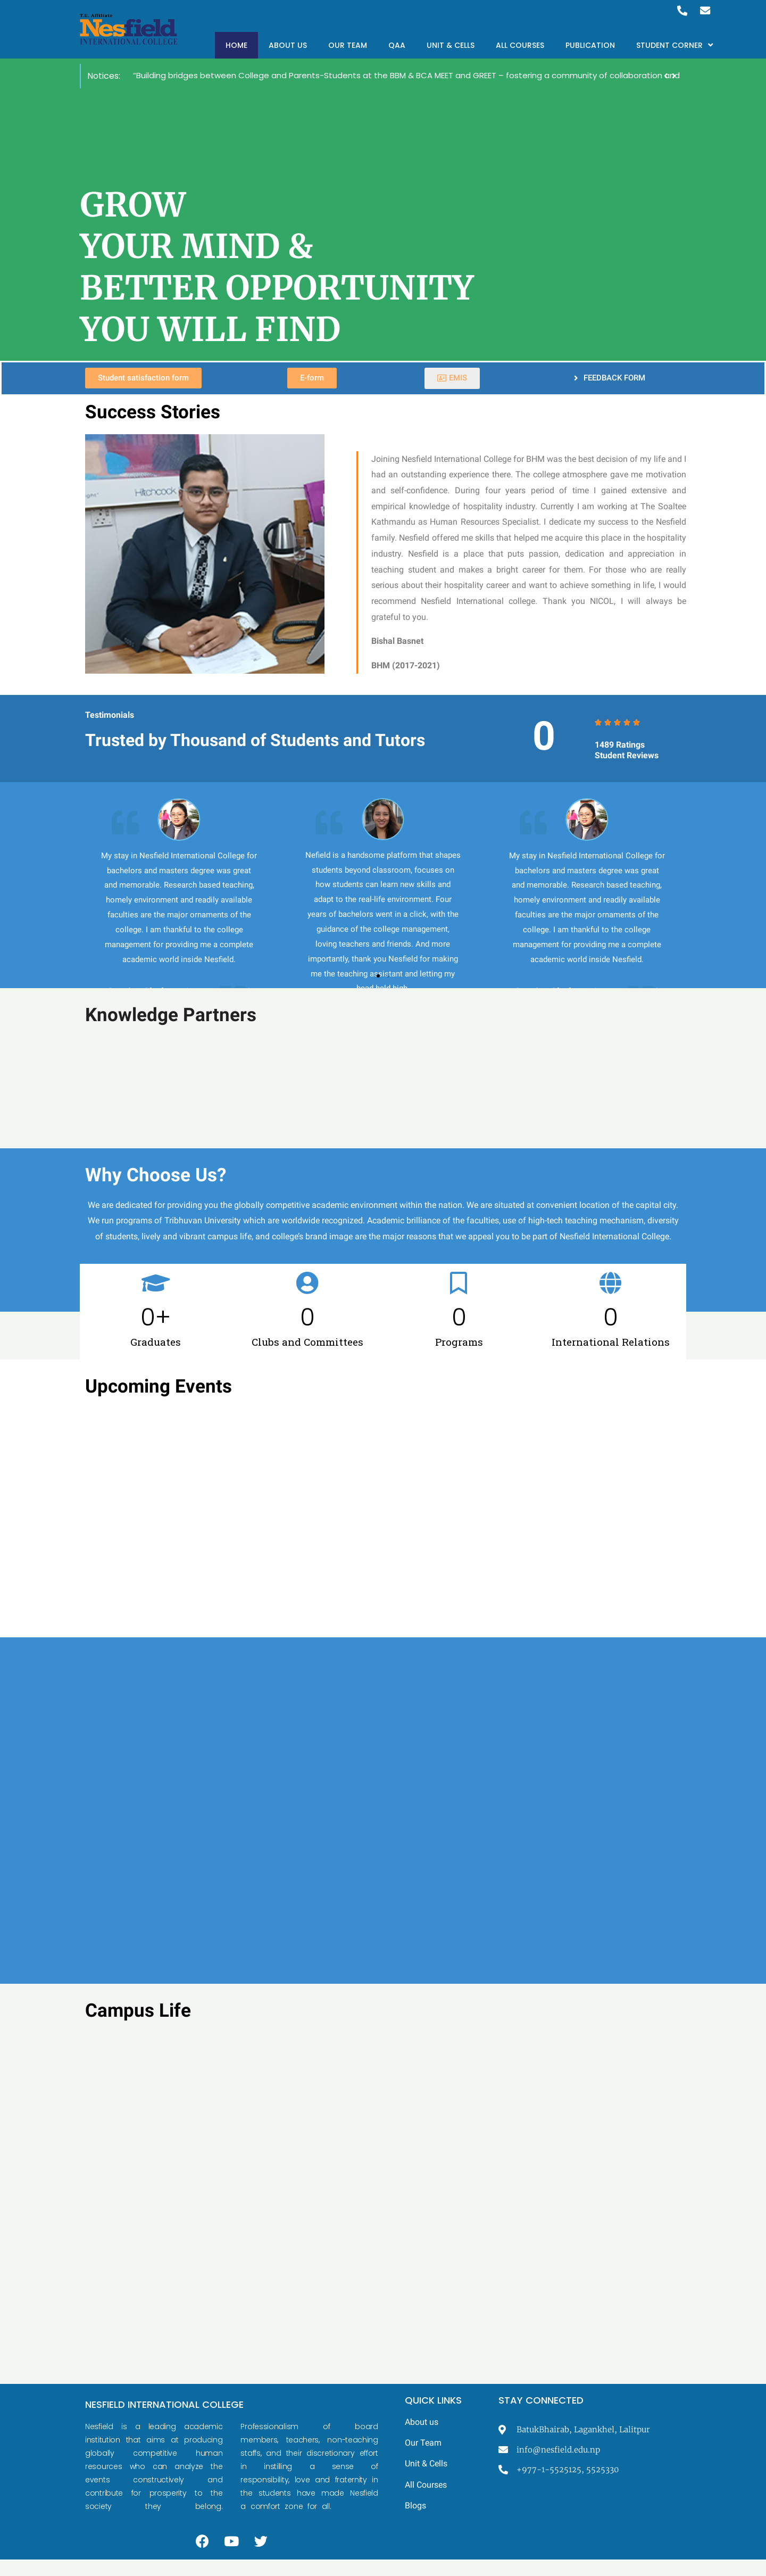 T.U. Affiliate
Nesfield
INTERNATIONAL COLLEGE
HOME
ABOUT US
OUR TEAM
QAA
UNIT & CELLS
ALL COURSES
PUBLICATION
STUDENT CORNER
Notices:
“Building bridges between College and Parents-Students at the BBM & BCA MEET and GREET – fostering a community of collaboration and
GROW
YOUR MIND &
BETTER OPPORTUNITY
YOU WILL FIND
Student satisfaction form
E-form
EMIS
FEEDBACK FORM
Success Stories
Joining Nesfield International College for BHM was the best decision of my life and I
had an outstanding experience there. The college atmosphere gave me motivation
and self-confidence. During four years period of time I gained extensive and
empirical knowledge of hospitality industry. Currently I am working at The Soaltee
Kathmandu as Human Resources Specialist. I dedicate my success to the Nesfield
family. Nesfield offered me skills that helped me acquire this place in the hospitality
industry. Nesfield is a place that puts passion, dedication and appreciation in
teaching student and makes a bright career for them. For those who are really
serious about their hospitality career and want to achieve something in life, I would
recommend Nesfield International college. Thank you NICOL, I will always be
grateful to you.
Bishal Basnet
BHM (2017-2021)
Testimonials
Trusted by Thousand of Students and Tutors
0
1489 Ratings
Student Reviews
My stay in Nesfield International College for
bachelors and masters degree was great
and memorable. Research based teaching,
homely environment and readily available
faculties are the major ornaments of the
college. I am thankful to the college
management for providing me a complete
academic world inside Nesfield.
Nefield is a handsome platform that shapes
students beyond classroom, focuses on
how students can learn new skills and
adapt to the real-life environment. Four
years of bachelors went in a click, with the
guidance of the college management,
loving teachers and friends. And more
importantly, thank you Nesfield for making
me the teaching assistant and letting my
head held high.
My stay in Nesfield International College for
bachelors and masters degree was great
and memorable. Research based teaching,
homely environment and readily available
faculties are the major ornaments of the
college. I am thankful to the college
management for providing me a complete
academic world inside Nesfield.
Knowledge Partners
Why Choose Us?
We are dedicated for providing you the globally competitive academic environment within the nation. We are situated at convenient location of the capital city.
We run programs of Tribhuvan University which are worldwide recognized. Academic brilliance of the faculties, use of high-tech teaching mechanism, diversity
of students, lively and vibrant campus life, and college’s brand image are the major reasons that we appeal you to be part of Nesfield International College.
0+
Graduates
0
Clubs and Committees
0
Programs
0
International Relations
Upcoming Events
Campus Life
NESFIELD INTERNATIONAL COLLEGE
Nesfield is a leading academic
institution that aims at producing
globally competitive human
resources who can analyze the
events constructively and
contribute for prosperity to the
society they belong.
Professionalism of board
members, teachers, non-teaching
staffs, and their discretionary effort
in instilling a sense of
responsibility, love and fraternity in
the students have made Nesfield
a comfort zone for all.
QUICK LINKS
About us
Our Team
Unit & Cells
All Courses
Blogs
STAY CONNECTED
BatukBhairab, Lagankhel, Lalitpur
info@nesfield.edu.np
+977-1-5525125, 5525330